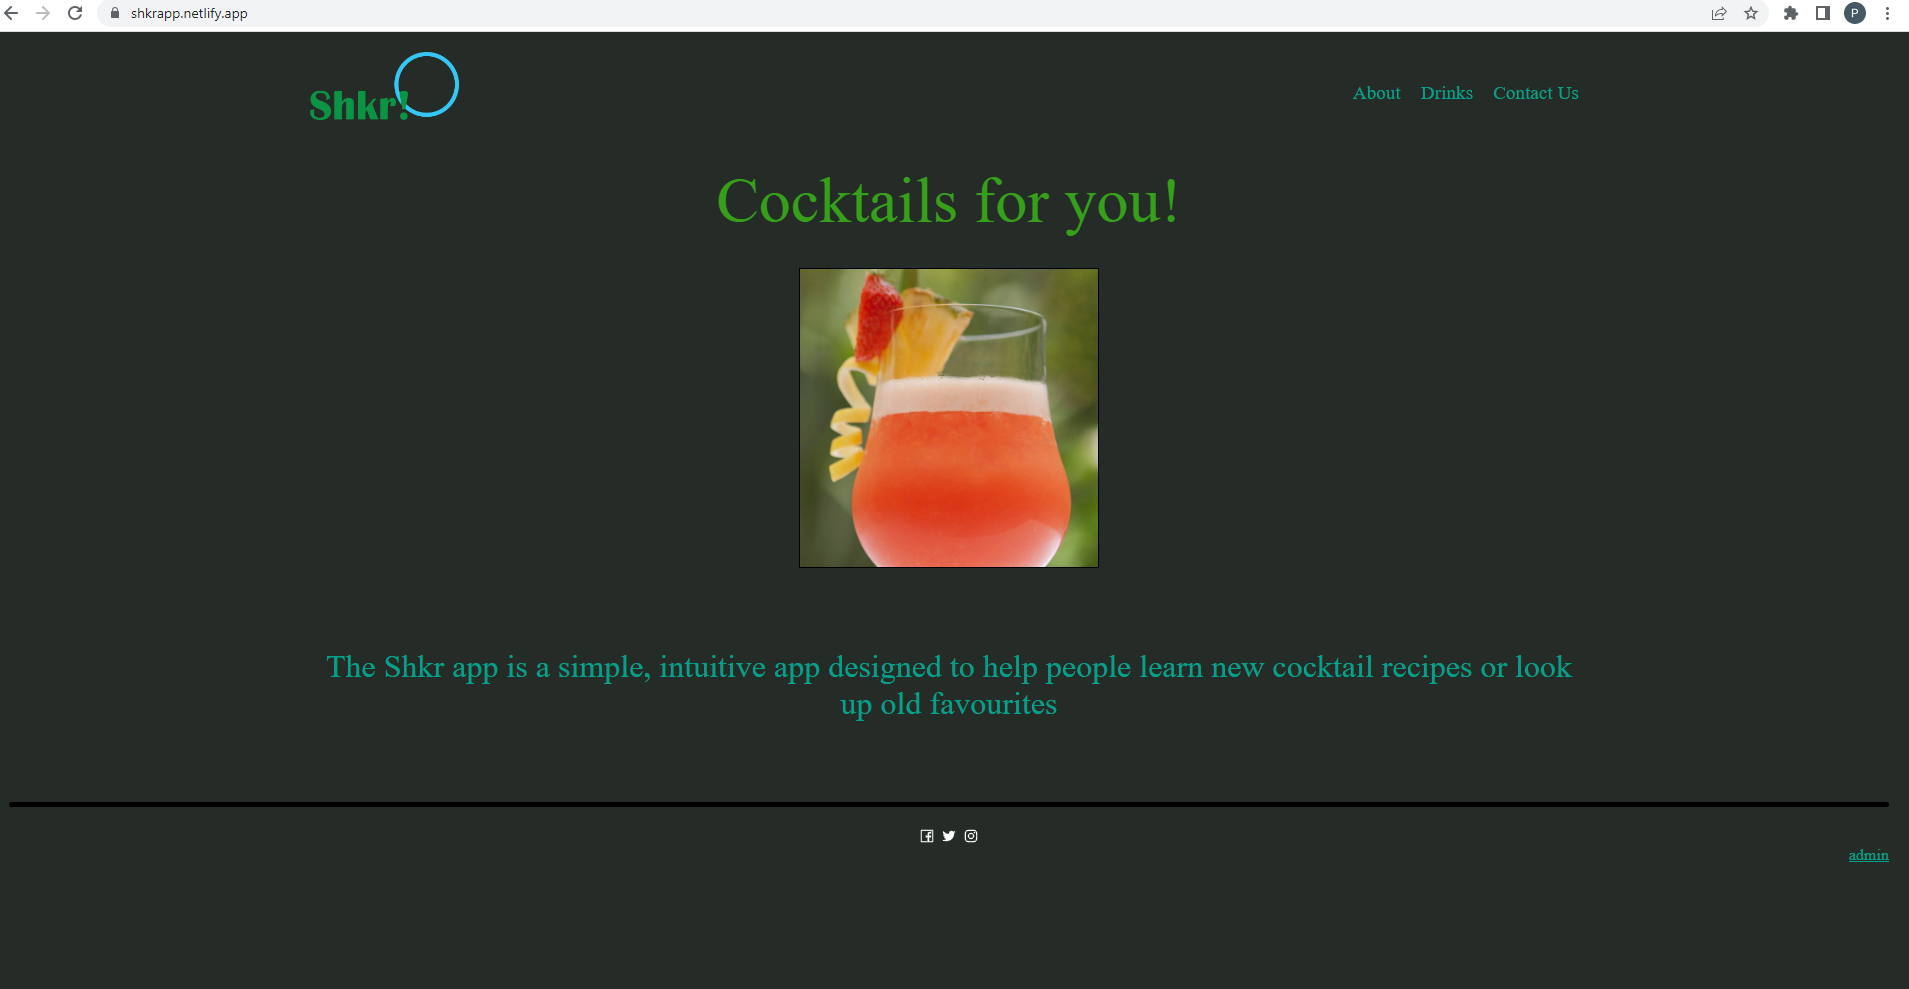 shkrapp.netlify.app
P
Shkr!
About Drinks Contact Us
Cocktails for you!
The Shkr app is a simple, intuitive app designed to help people learn new cocktail recipes or look
up old favourites
admin